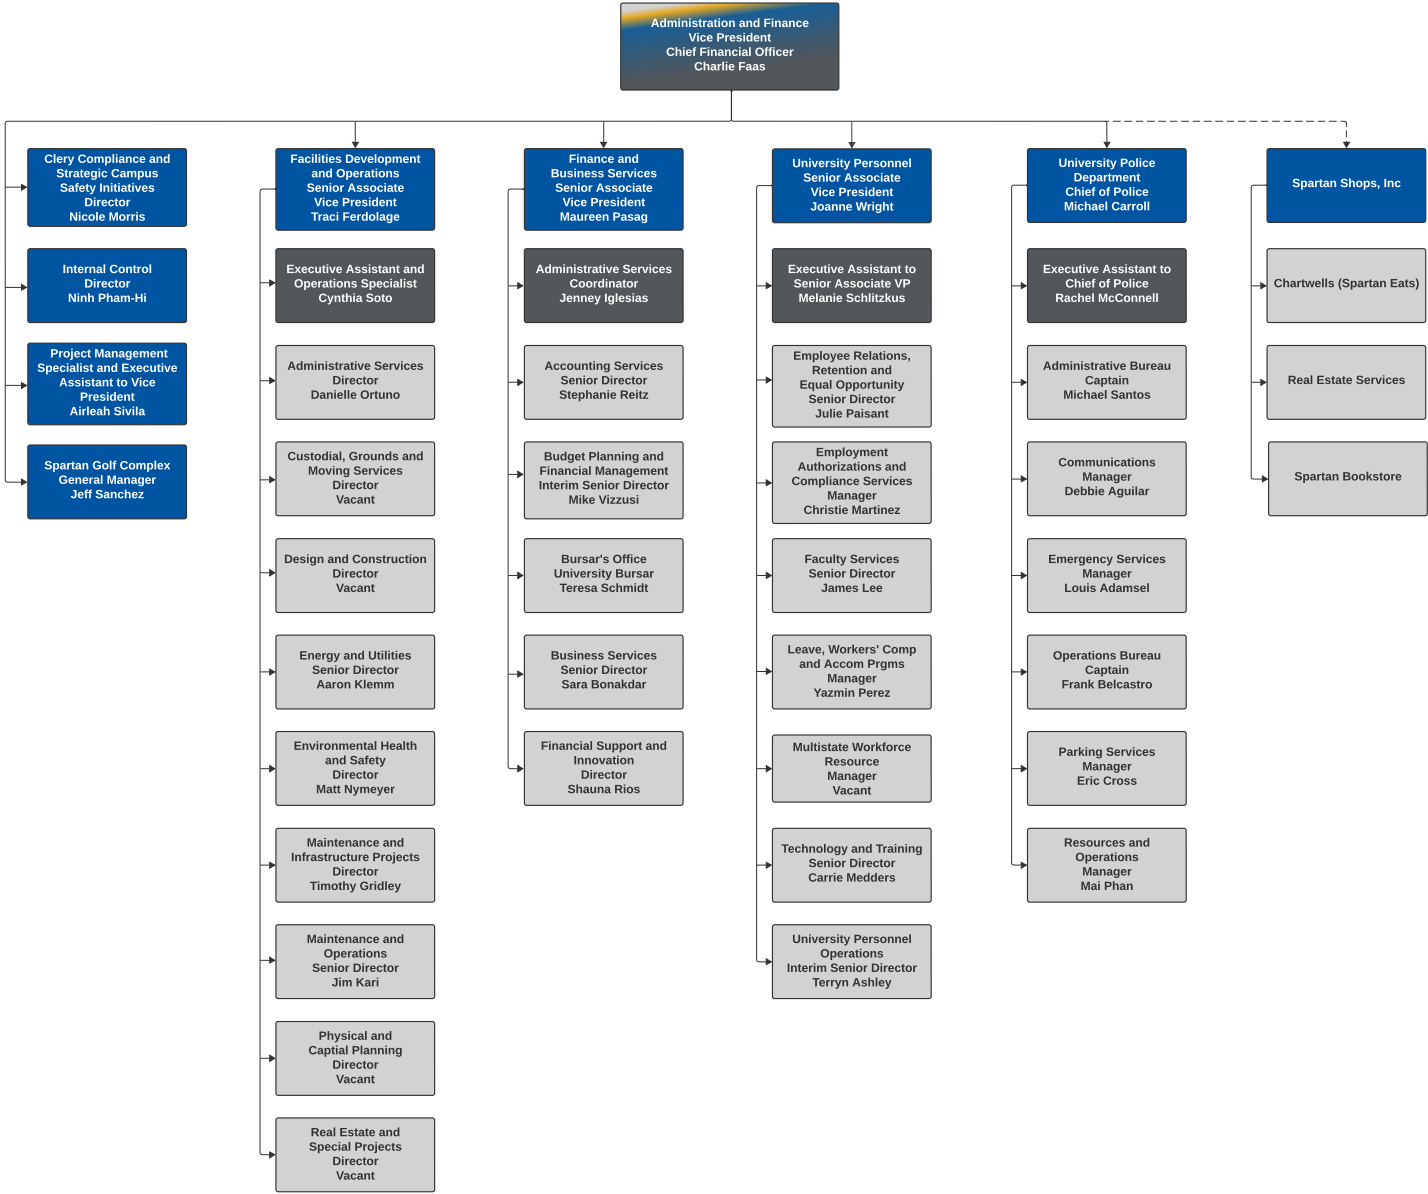 Administration and Finance
Vice President
Chief Financial Officer
Charlie Faas
Clery Compliance and
Strategic Campus
Safety Initiatives
Director
Nicole Morris
Internal Control
Director
Ninh Pham-Hi
Project Management
Specialist and Executive
Assistant to Vice
President
Airleah Sivila
Spartan Golf Complex
General Manager
Jeff Sanchez
Facilities Development
and Operations
Senior Associate
Vice President
Traci Ferdolage
Executive Assistant and
Operations Specialist
Cynthia Soto
Administrative Services
Director
Danielle Ortuno
Custodial, Grounds and
Moving Services
Director
Vacant
Design and Construction
Director
Vacant
Energy and Utilities
Senior Director
Aaron Klemm
Environmental Health
and Safety
Director
Matt Nymeyer
Maintenance and
Infrastructure Projects
Director
Timothy Gridley
Maintenance and
Operations
Senior Director
Jim Kari
Physical and
Captial Planning
Director
Vacant
Real Estate and
Special Projects
Director
Vacant
Finance and
Business Services
Senior Associate
Vice President
Maureen Pasag
Administrative Services
Coordinator
Jenney Iglesias
Accounting Services
Senior Director
Stephanie Reitz
Budget Planning and
Financial Management
Interim Senior Director
Mike Vizzusi
Bursar's Office
University Bursar
Teresa Schmidt
Business Services
Senior Director
Sara Bonakdar
Financial Support and
Innovation
Director
Shauna Rios
University Personnel
Senior Associate
Vice President
Joanne Wright
Executive Assistant to
Senior Associate VP
Melanie Schlitzkus
Employee Relations,
Retention and
Equal Opportunity
Senior Director
Julie Paisant
Employment
Authorizations and
Compliance Services
Manager
Christie Martinez
Faculty Services
Senior Director
James Lee
Leave, Workers' Comp
and Accom Prgms
Manager
Yazmin Perez
Multistate Workforce
Resource
Manager
Vacant
Technology and Training
Senior Director
Carrie Medders
University Personnel
Operations
Interim Senior Director
Terryn Ashley
University Police
Department
Chief of Police
Michael Carroll
Executive Assistant to
Chief of Police
Rachel McConnell
Administrative Bureau
Captain
Michael Santos
Communications
Manager
Debbie Aguilar
Emergency Services
Manager
Louis Adamsel
Operations Bureau
Captain
Frank Belcastro
Parking Services
Manager
Eric Cross
Resources and
Operations
Manager
Mai Phan
Spartan Shops, Inc
Chartwells (Spartan Eats)
Real Estate Services
Spartan Bookstore